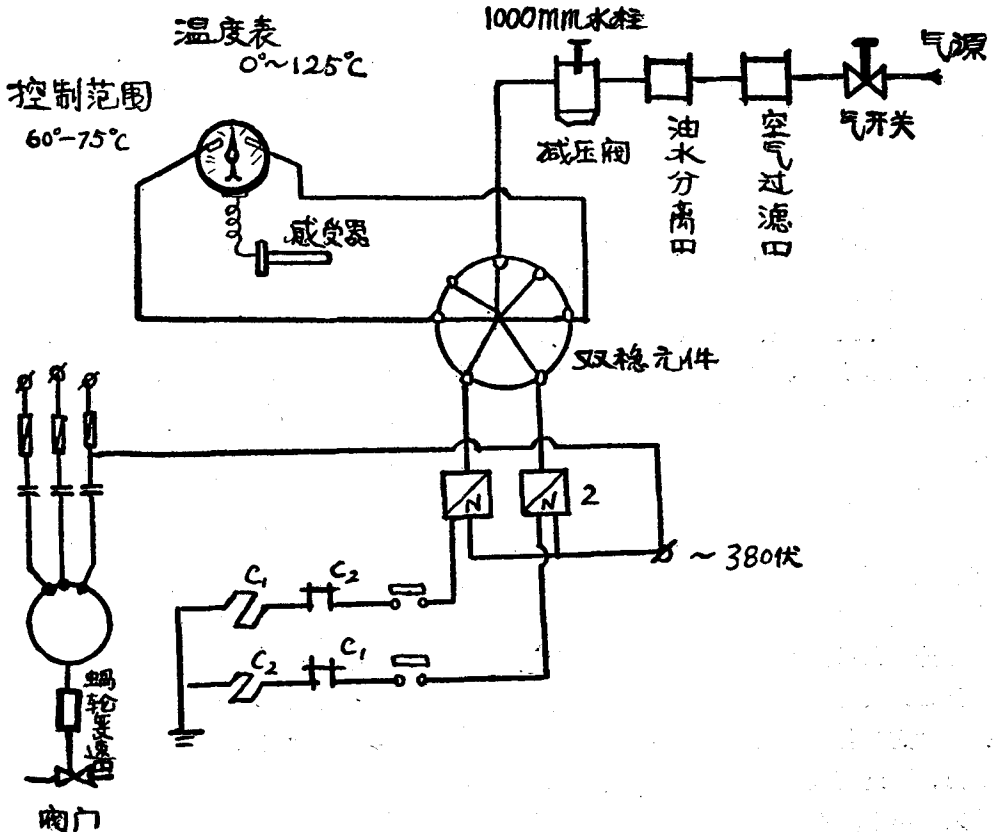 1000mm水柱
温度表
0°~125°C
气源
控制范围
60°-75°C
气开关
减压阀
油水分离田
空气过滤田
感受器
双稳元件
N
N
2
~380伏
C₁
C₂
C₂
C₁
蜗轮变速田
阀门